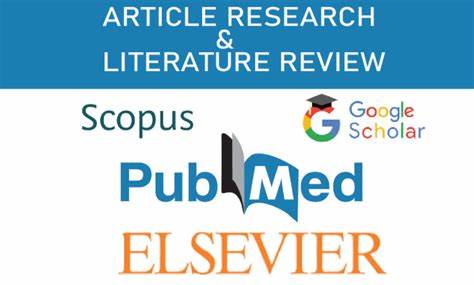 ARTICLE RESEARCH
&
LITERATURE REVIEW
Scopus
Google
Scholar
PubMed
ELSEVIER